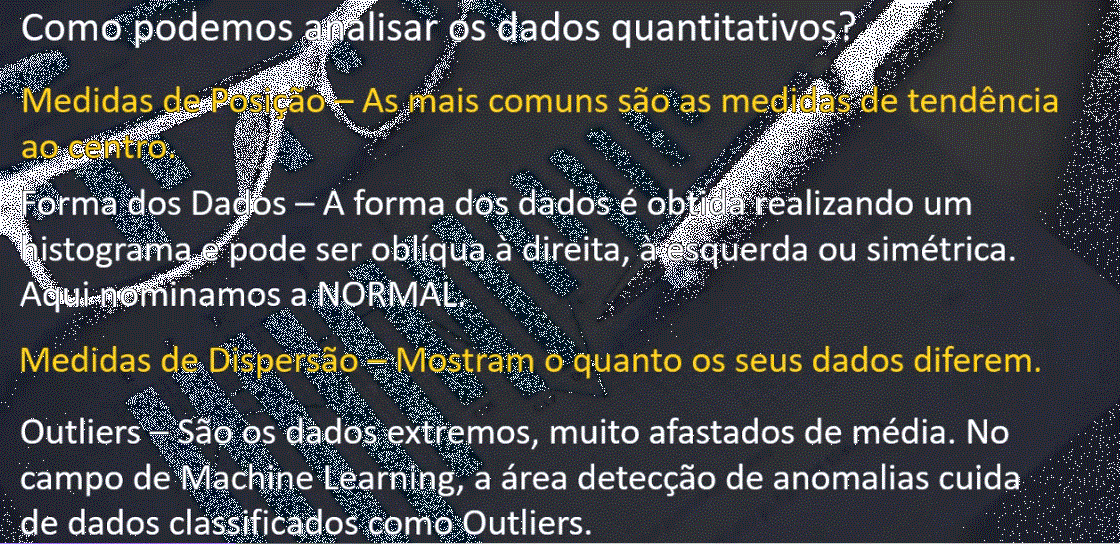 Como podemos analisar os dados quantitativos?
Medidas de Posição – As mais comuns são as medidas de tendência
ao centro.
Forma dos Dados – A forma dos dados é obtida realizando um
histograma e pode ser oblíqua à direita, à esquerda ou simétrica.
Aqui nominamos a NORMAL.
Medidas de Dispersão – Mostram o quanto os seus dados diferem.
Outliers – São os dados extremos, muito afastados de média. No
campo de Machine Learning, a área detecção de anomalias cuida
de dados classificados como Outliers.